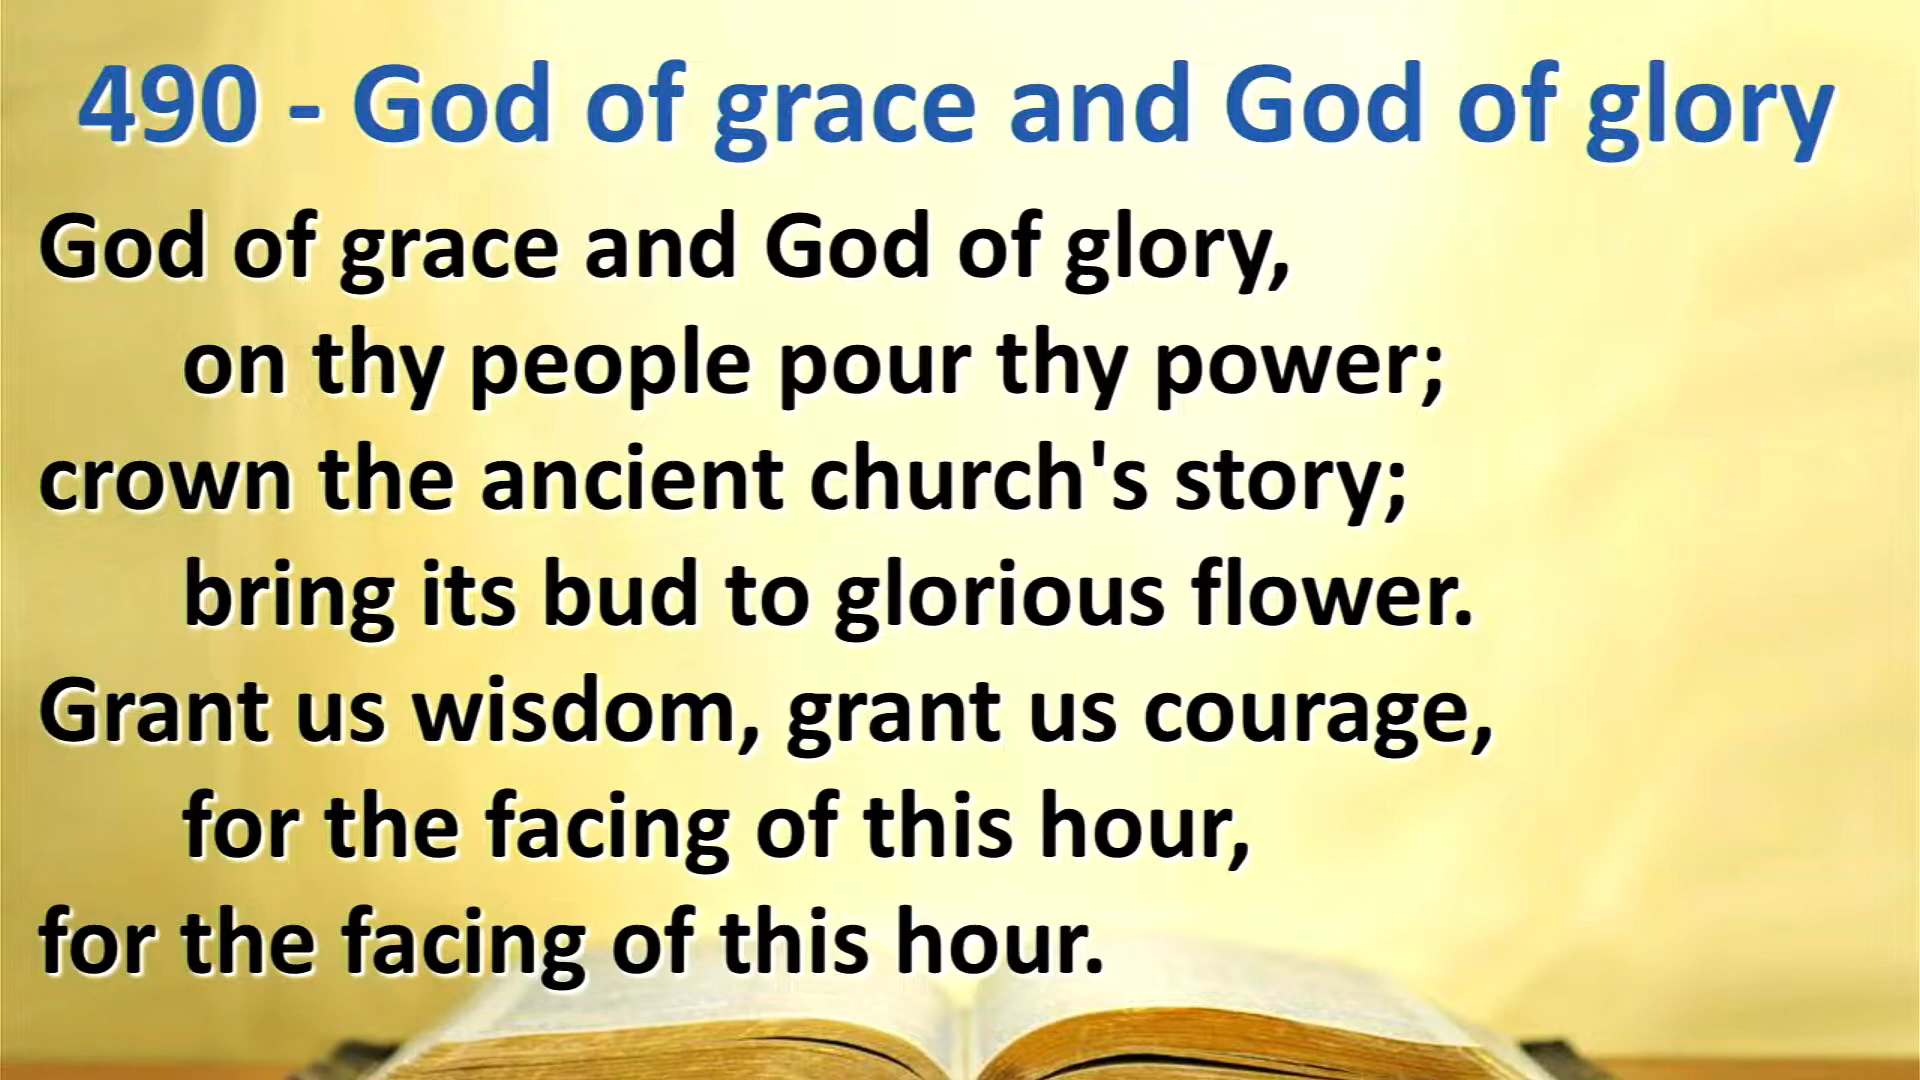 490 - God of grace and God of glory
God of grace and God of glory,
on thy people pour thy power;
crown the ancient church's story;
bring its bud to glorious flower.
Grant us wisdom, grant us courage,
for the facing of this hour,
for the facing of this hour.